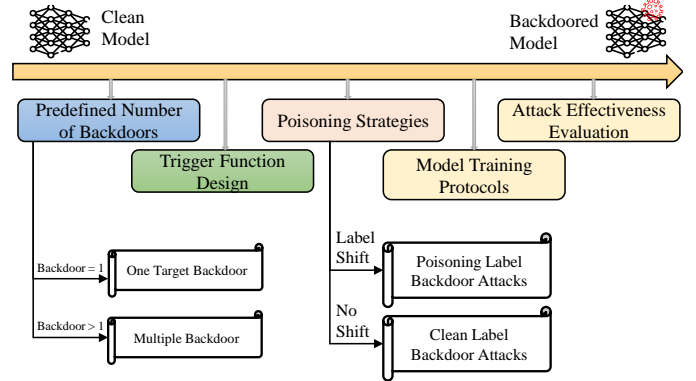 Clean
Model
Backdoored
Model
Predefined Number
of Backdoors
Poisoning Strategies
Attack Effectiveness
Evaluation
Trigger Function
Design
Model Training
Protocols
Backdoor = 1
One Target Backdoor
Backdoor > 1
Multiple Backdoor
Label
Shift
Poisoning Label
Backdoor Attacks
No
Shift
Clean Label
Backdoor Attacks